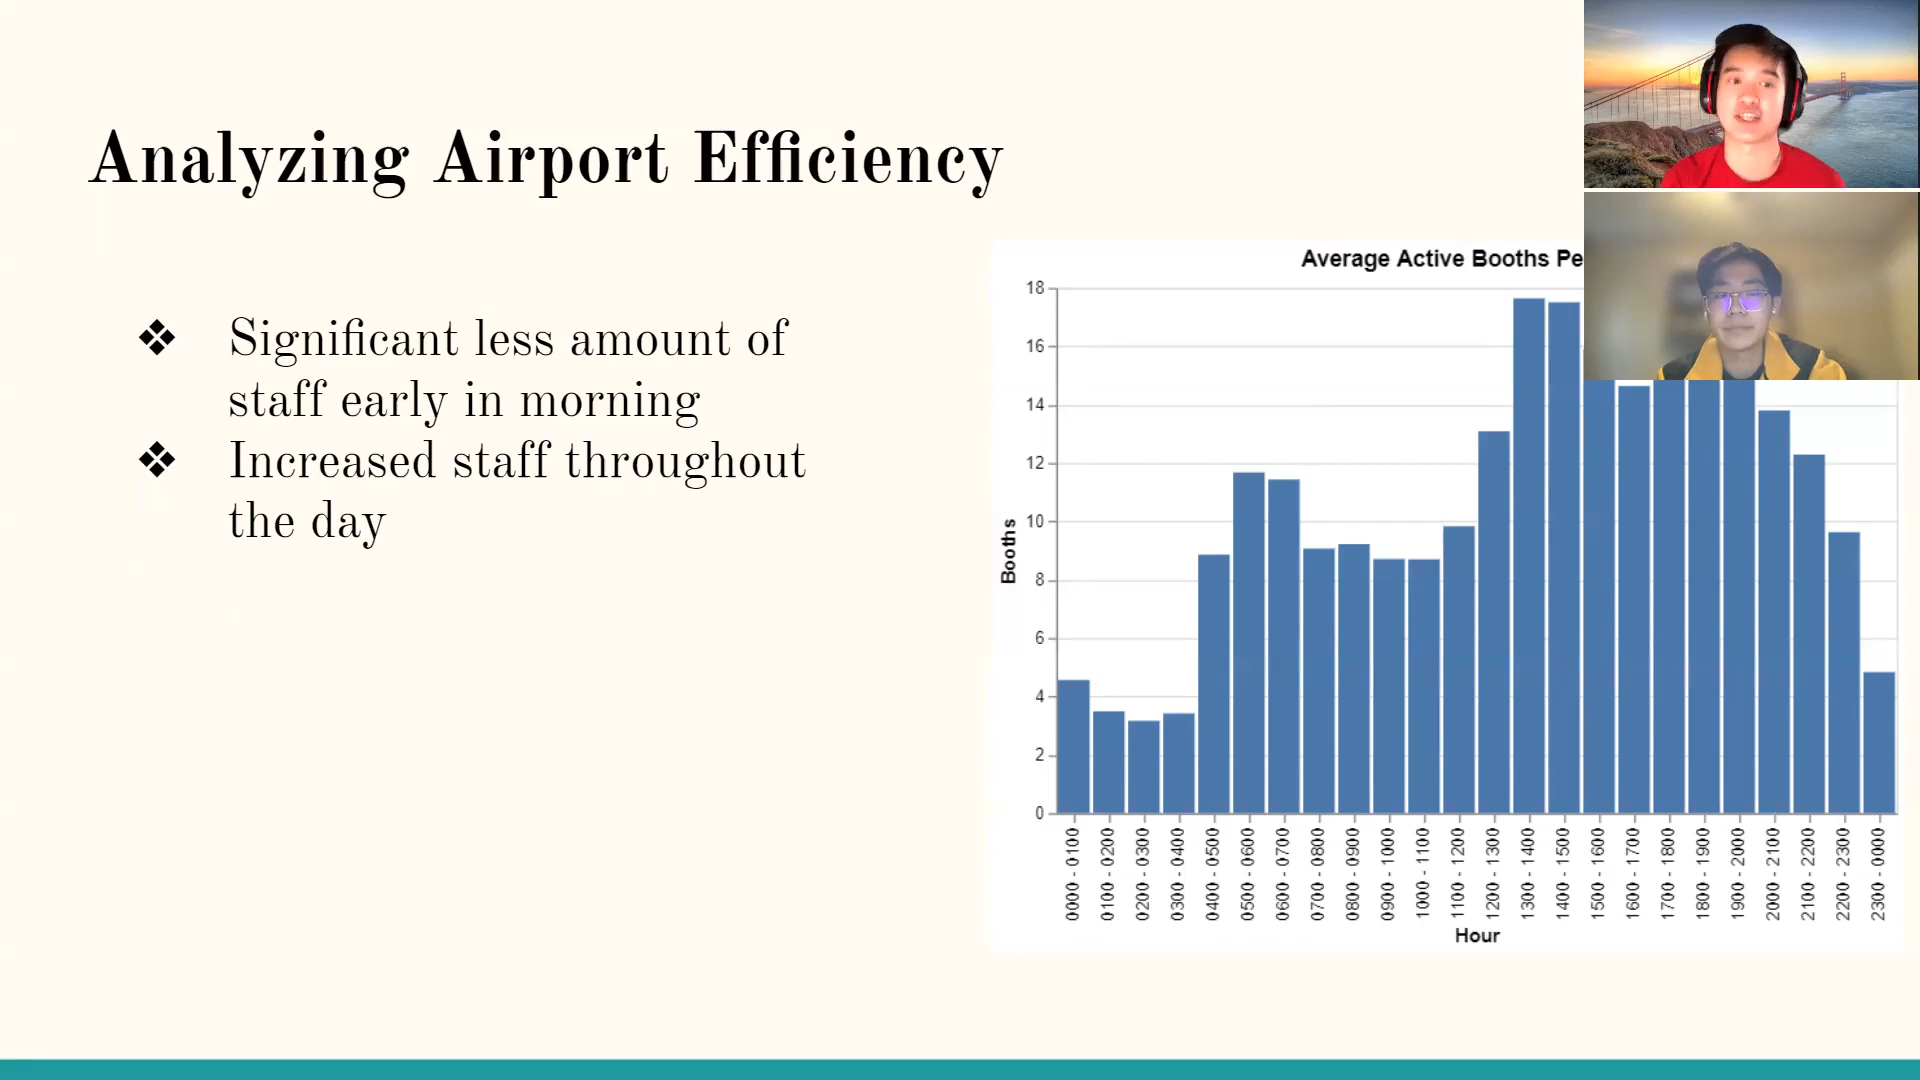 Analyzing Airport Efficiency
❖ Significant less amount of
staff early in morning
❖ Increased staff throughout
the day
Average Active Booths Pe
18
16
14
12
10
8
6
4
2
0
Booths
0000 - 0100
0100 - 0200
0200 - 0300
0300 - 0400
0400 - 0500
0500 - 0600
0600 - 0700
0700 - 0800
0800 - 0900
0900 - 1000
1000 - 1100
1100 - 1200
1200 - 1300
1300 - 1400
1400 - 1500
1500 - 1600
1600 - 1700
1700 - 1800
1800 - 1900
1900 - 2000
2000 - 2100
2100 - 2200
2200 - 2300
2300 - 0000
Hour